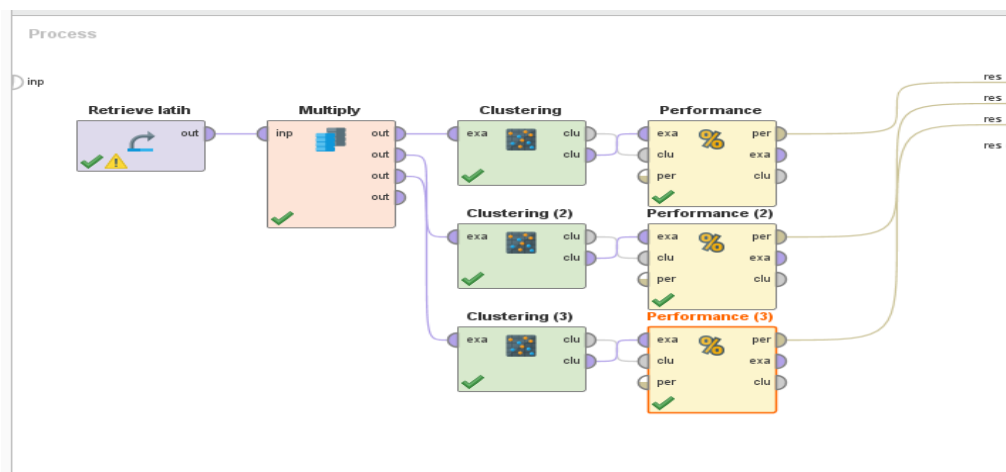 Process
inp
res
res
res
res
Retrieve latih
out
Multiply
inp
out
out
out
out
Clustering
exa
clu
clu
Performance
exa
clu
per
per
exa
clu
Clustering (2)
exa
clu
clu
Performance (2)
exa
clu
per
per
exa
clu
Clustering (3)
exa
clu
clu
Performance (3)
exa
clu
per
per
exa
clu